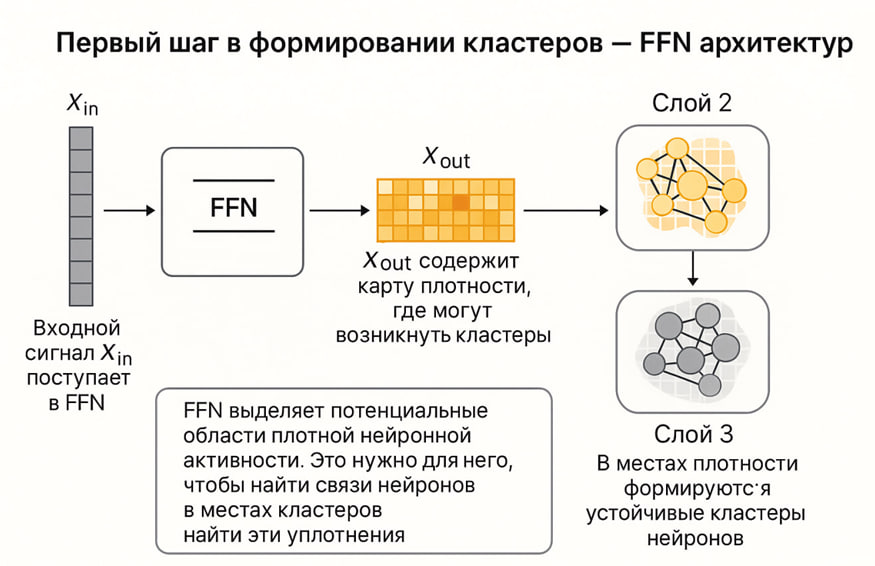 Первый шаг в формировании кластеров — FFN архитектур
Xin
Входной
сигнал Xin
поступает
в FFN
FFN
Xout
Xout содержит
карту плотности,
где могут
возникнуть кластеры
Слой 2
Слой 3
В местах плотности
формируютс·я
устойчивые кластеры
нейронов
FFN выделяет потенциальные
области плотной нейронной
активности. Это нужно для него,
чтобы найти связи нейронов
в местах кластеров
найти эти уплотнения